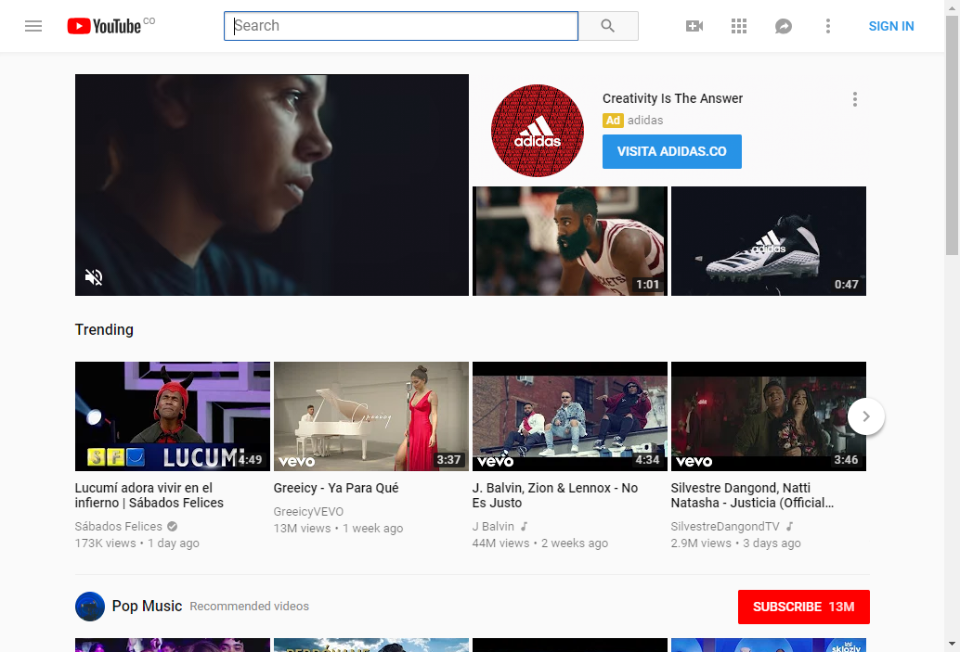 YouTube CO
Search
SIGN IN
adidas
Creativity Is The Answer
Ad adidas
VISITA ADIDAS.CO
1:01
adidas
0:47
Trending
SFC LUCUMÍ
4:49
Greeicy
vevo
3:37
vevo
4:34
vevo
3:46
Lucumí adora vivir en el
infierno | Sábados Felices
Sábados Felices
173K views • 1 day ago
Greeicy - Ya Para Qué
GreeicyVEVO
13M views • 1 week ago
J. Balvin, Zion & Lennox - No
Es Justo
J Balvin
44M views • 2 weeks ago
Silvestre Dangond, Natti
Natasha - Justicia (Official...
SilvestreDangondTV
2.9M views • 3 days ago
Pop Music Recommended videos
SUBSCRIBE 13M